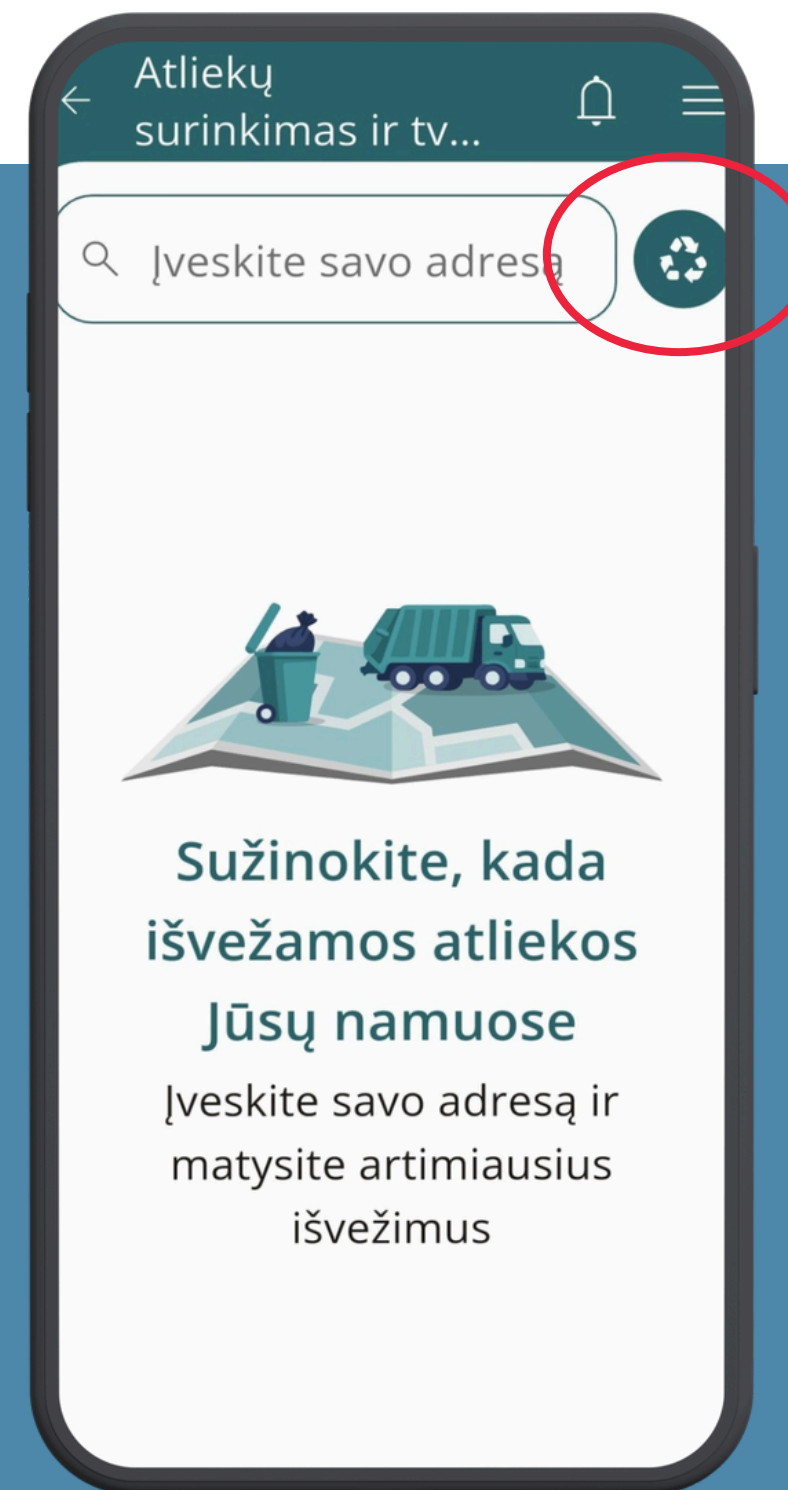 Atliekų
surinkimas ir tv...
Įveskite savo adresą
Sužinokite, kada
išvežamos atliekos
Jūsų namuose
Įveskite savo adresą ir
matysite artimiausius
išvežimus